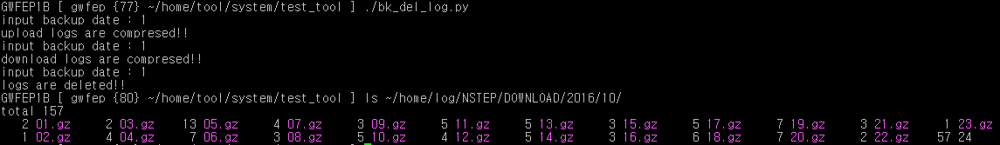 GWFEP1B [ gwfep {77} ~/home/tool/system/test_tool ] ./bk_del_log.py
input backup date : 1
upload logs are compresed!!
input backup date : 1
download logs are compresed!!
input backup date : 1
logs are deleted!!
GWFEP1B [ gwfep {80} ~/home/tool/system/test_tool ] ls ~/home/log/NSTEP/DOWNLOAD/2016/10/
total 157
2 01.gz 2 03.gz 13 05.gz 4 07.gz 3 09.gz 5 11.gz 5 13.gz 3 15.gz 5 17.gz 7 19.gz 3 21.gz 1 23.gz
1 02.gz 4 04.gz 7 06.gz 3 08.gz 5 10.gz 4 12.gz 5 14.gz 3 16.gz 6 18.gz 7 20.gz 2 22.gz 57 24